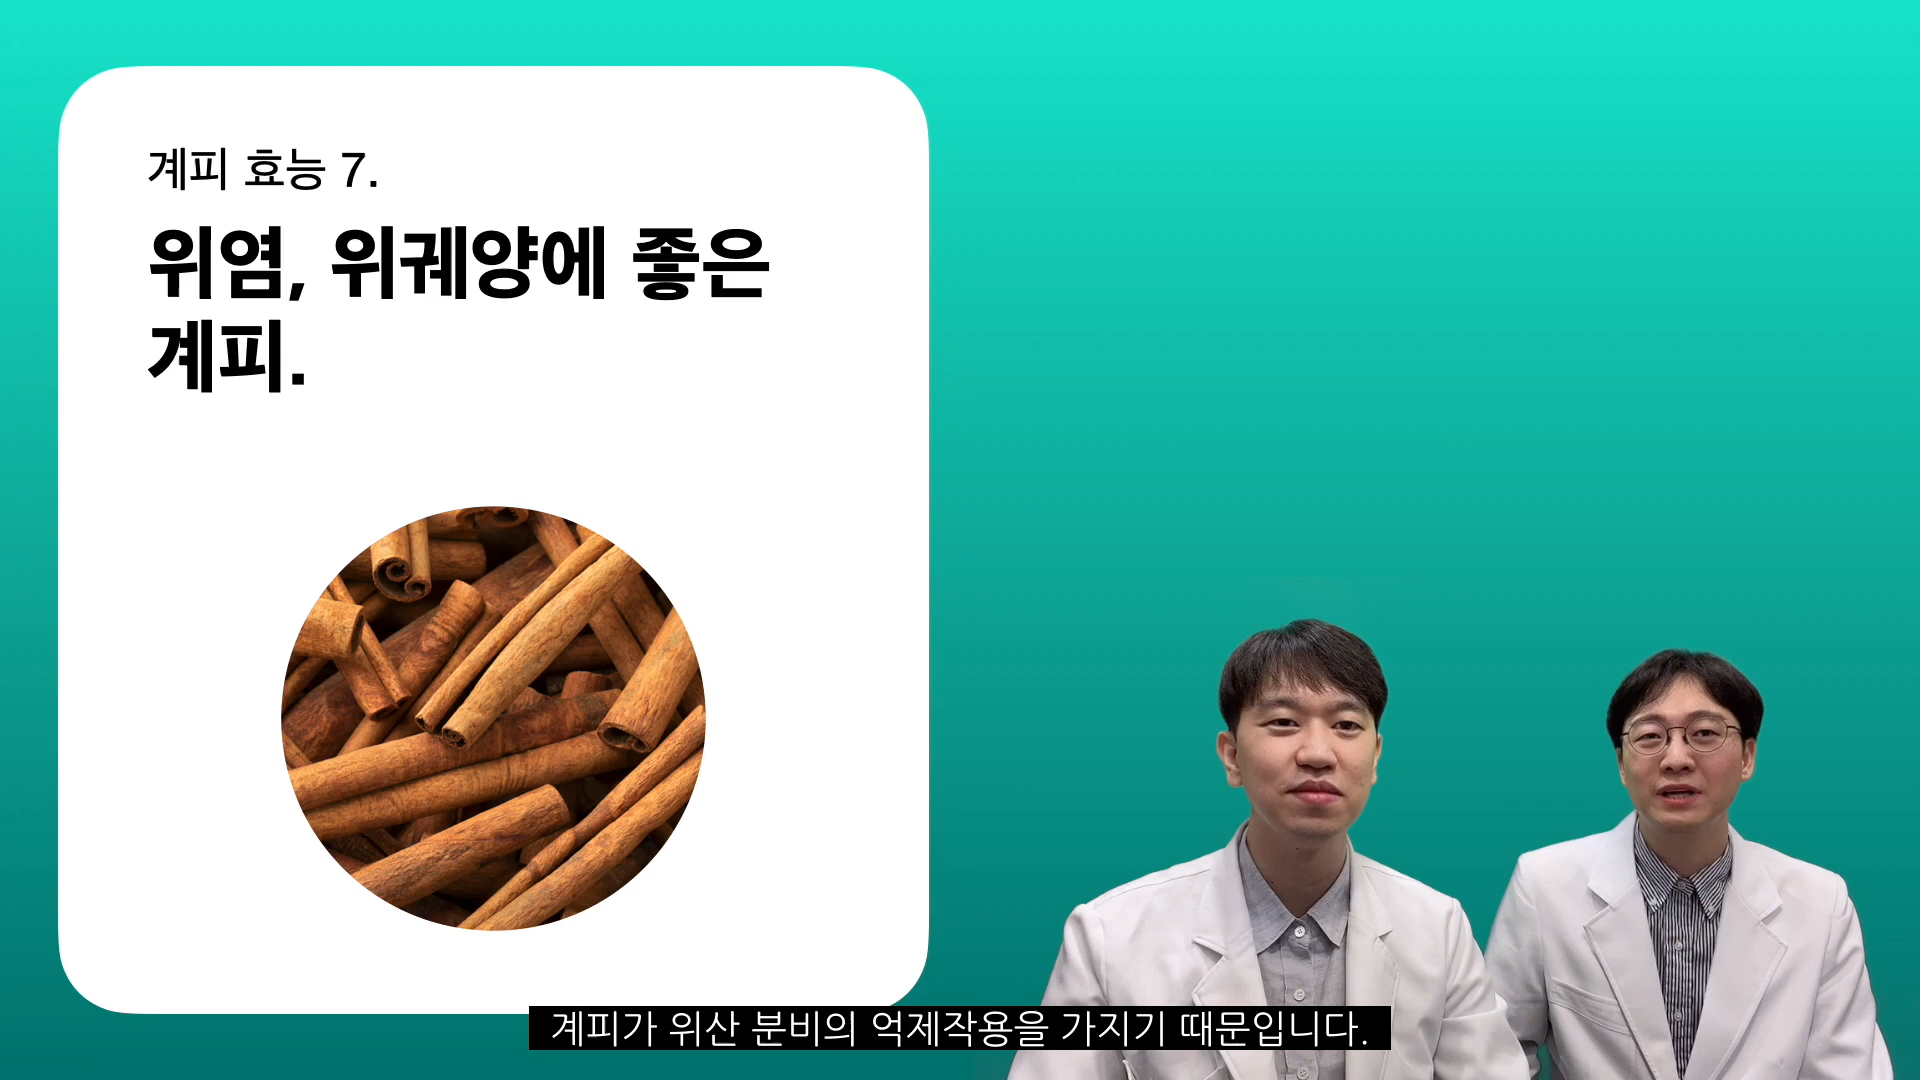 계피 효능 7.
위염, 위궤양에 좋은
계피.
계피가 위산 분비의 억제작용을 가지기 때문입니다.